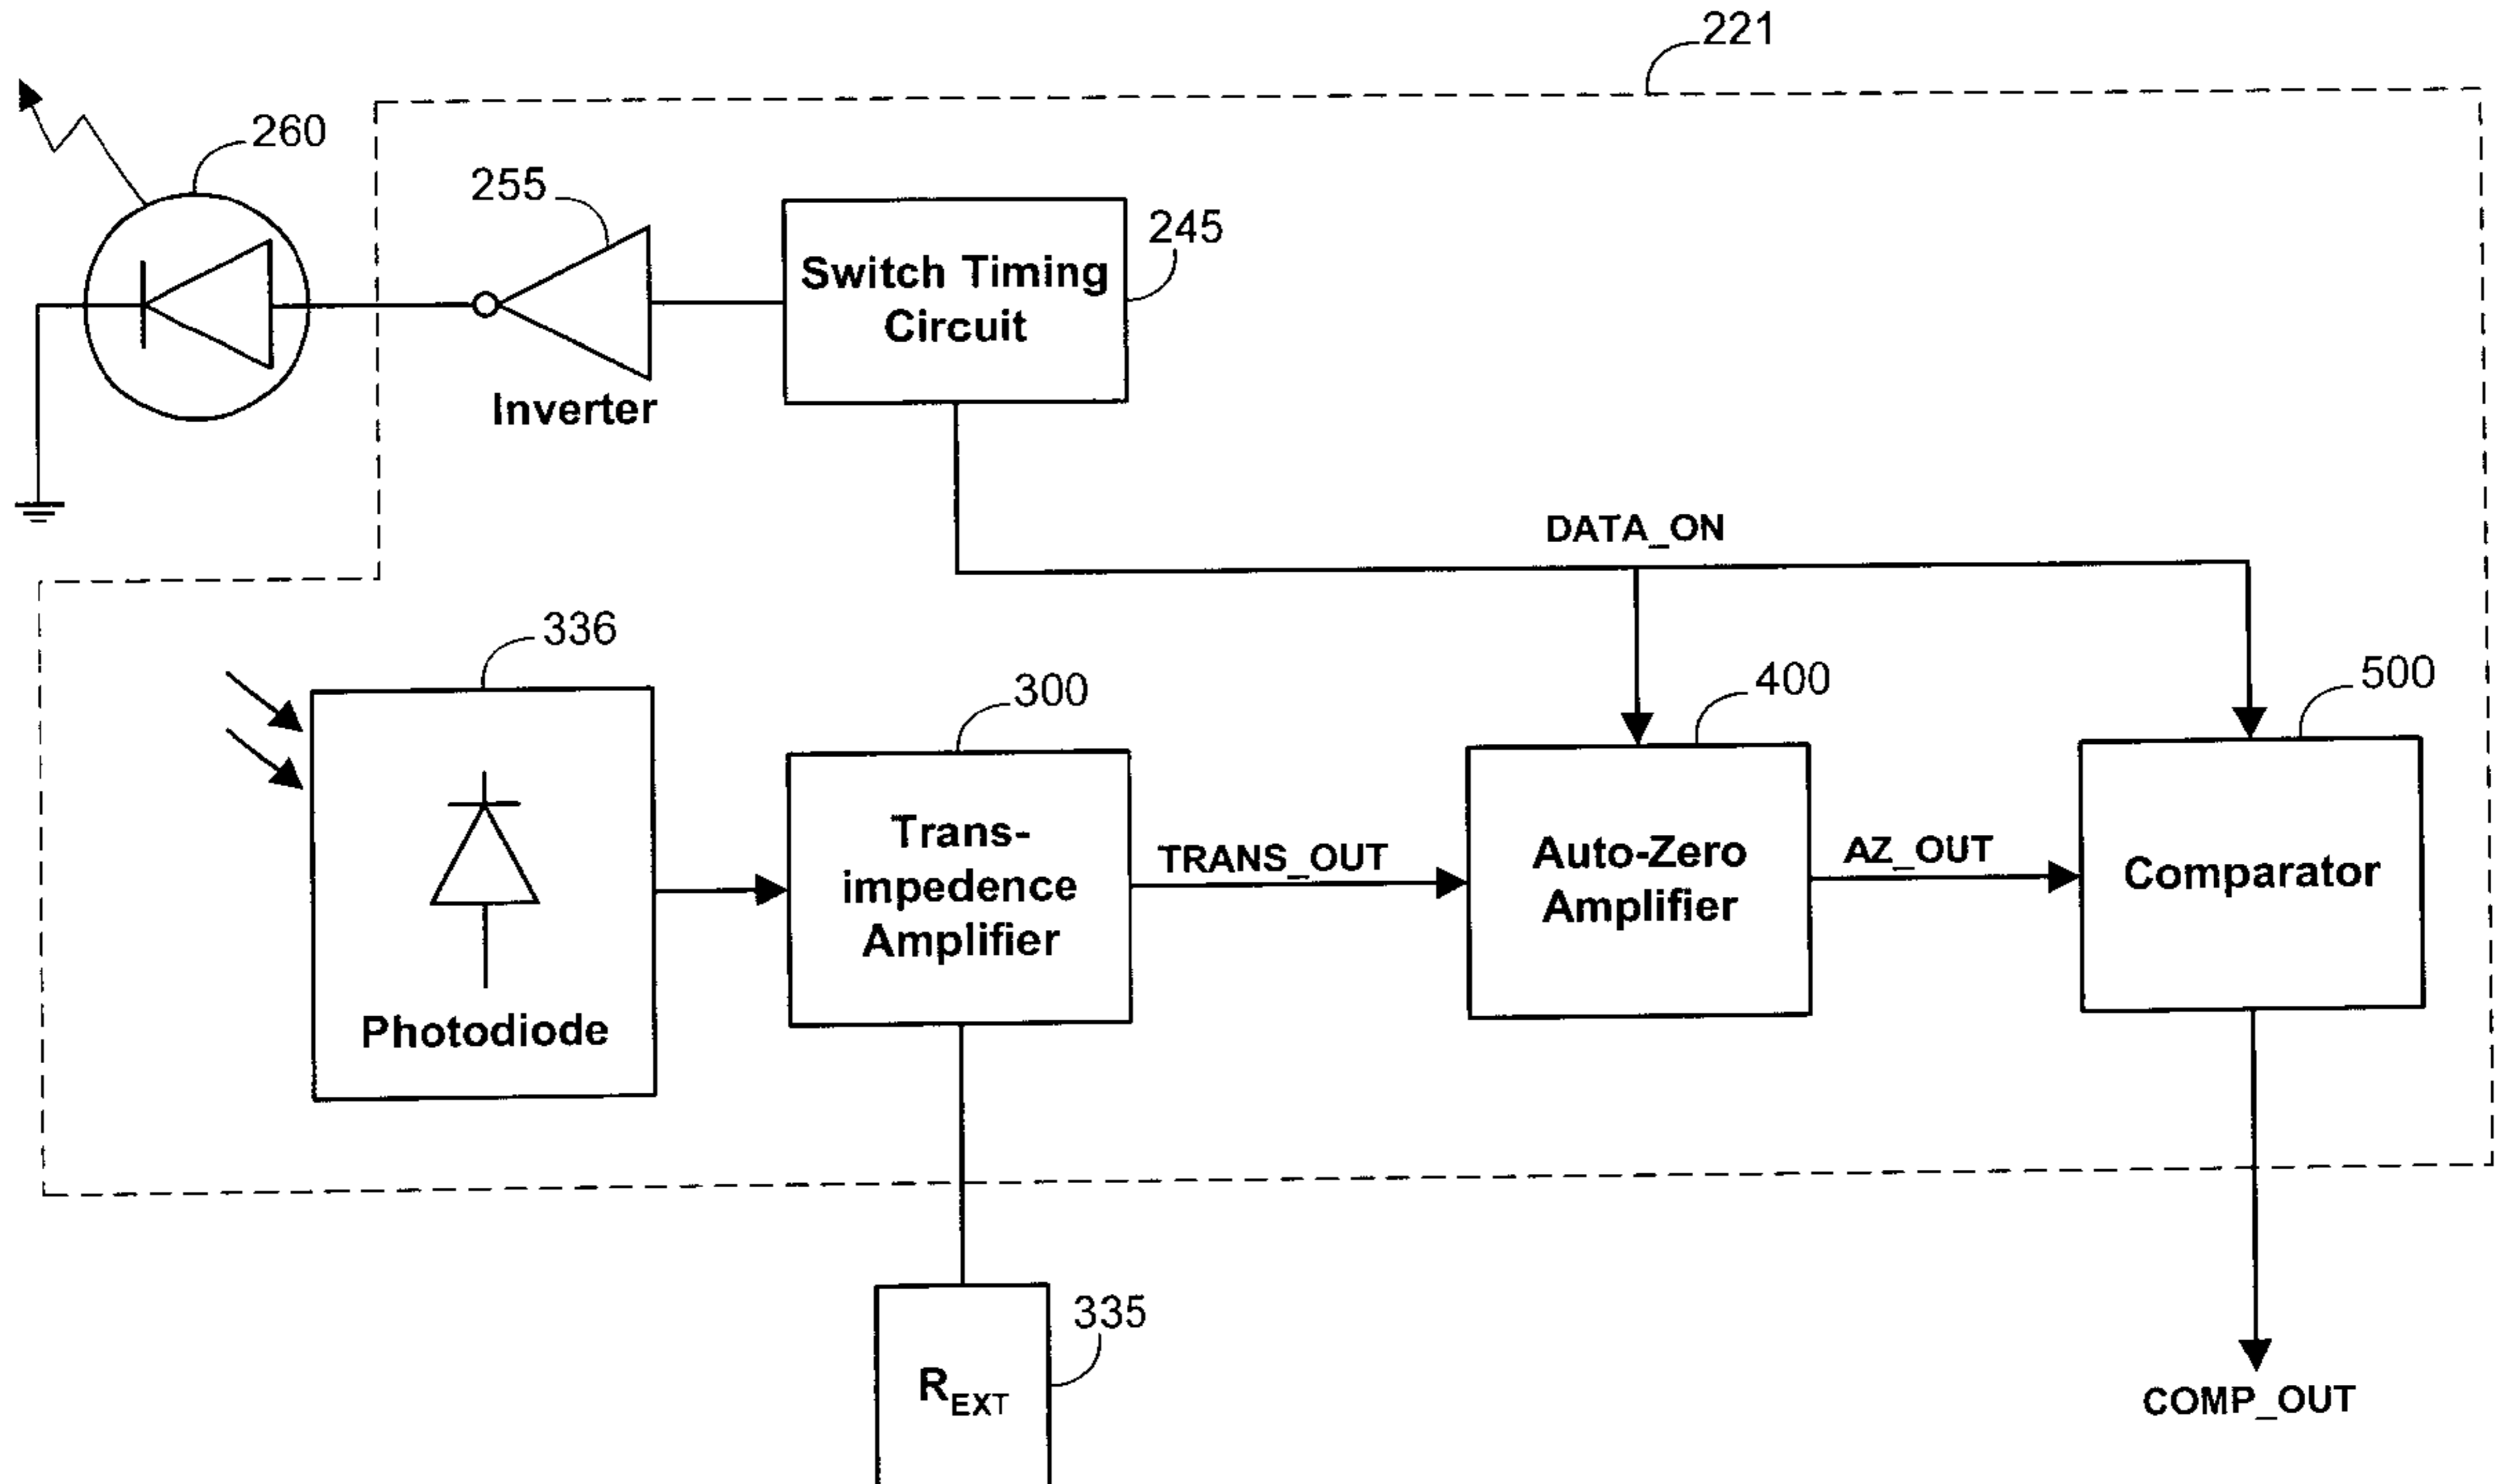 221
260
255
245
Switch Timing
Circuit
Inverter
DATA_ON
336
300
400
500
Trans-
impedence
Amplifier
TRANS_OUT
Auto-Zero
Amplifier
AZ_OUT
Comparator
Photodiode
335
REXT
COMP_OUT